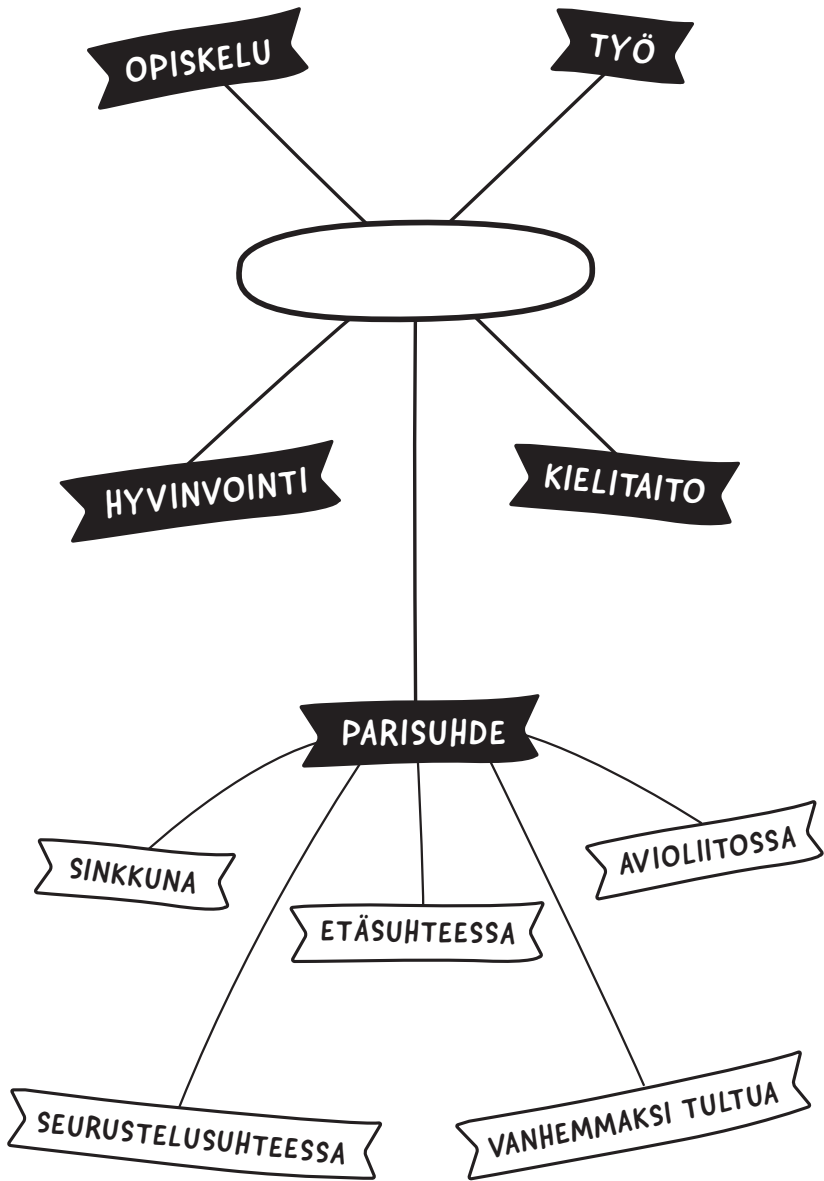 OPISKELU
TYÖ
HYVINVOINTI
KIELITAITO
PARISUHDE
SINKKUNA
ETÄSUHTEESSA
AVIOLIITOSSA
SEURUSTELUSUHTEESSA
VANHEMMAKSI TULTUA